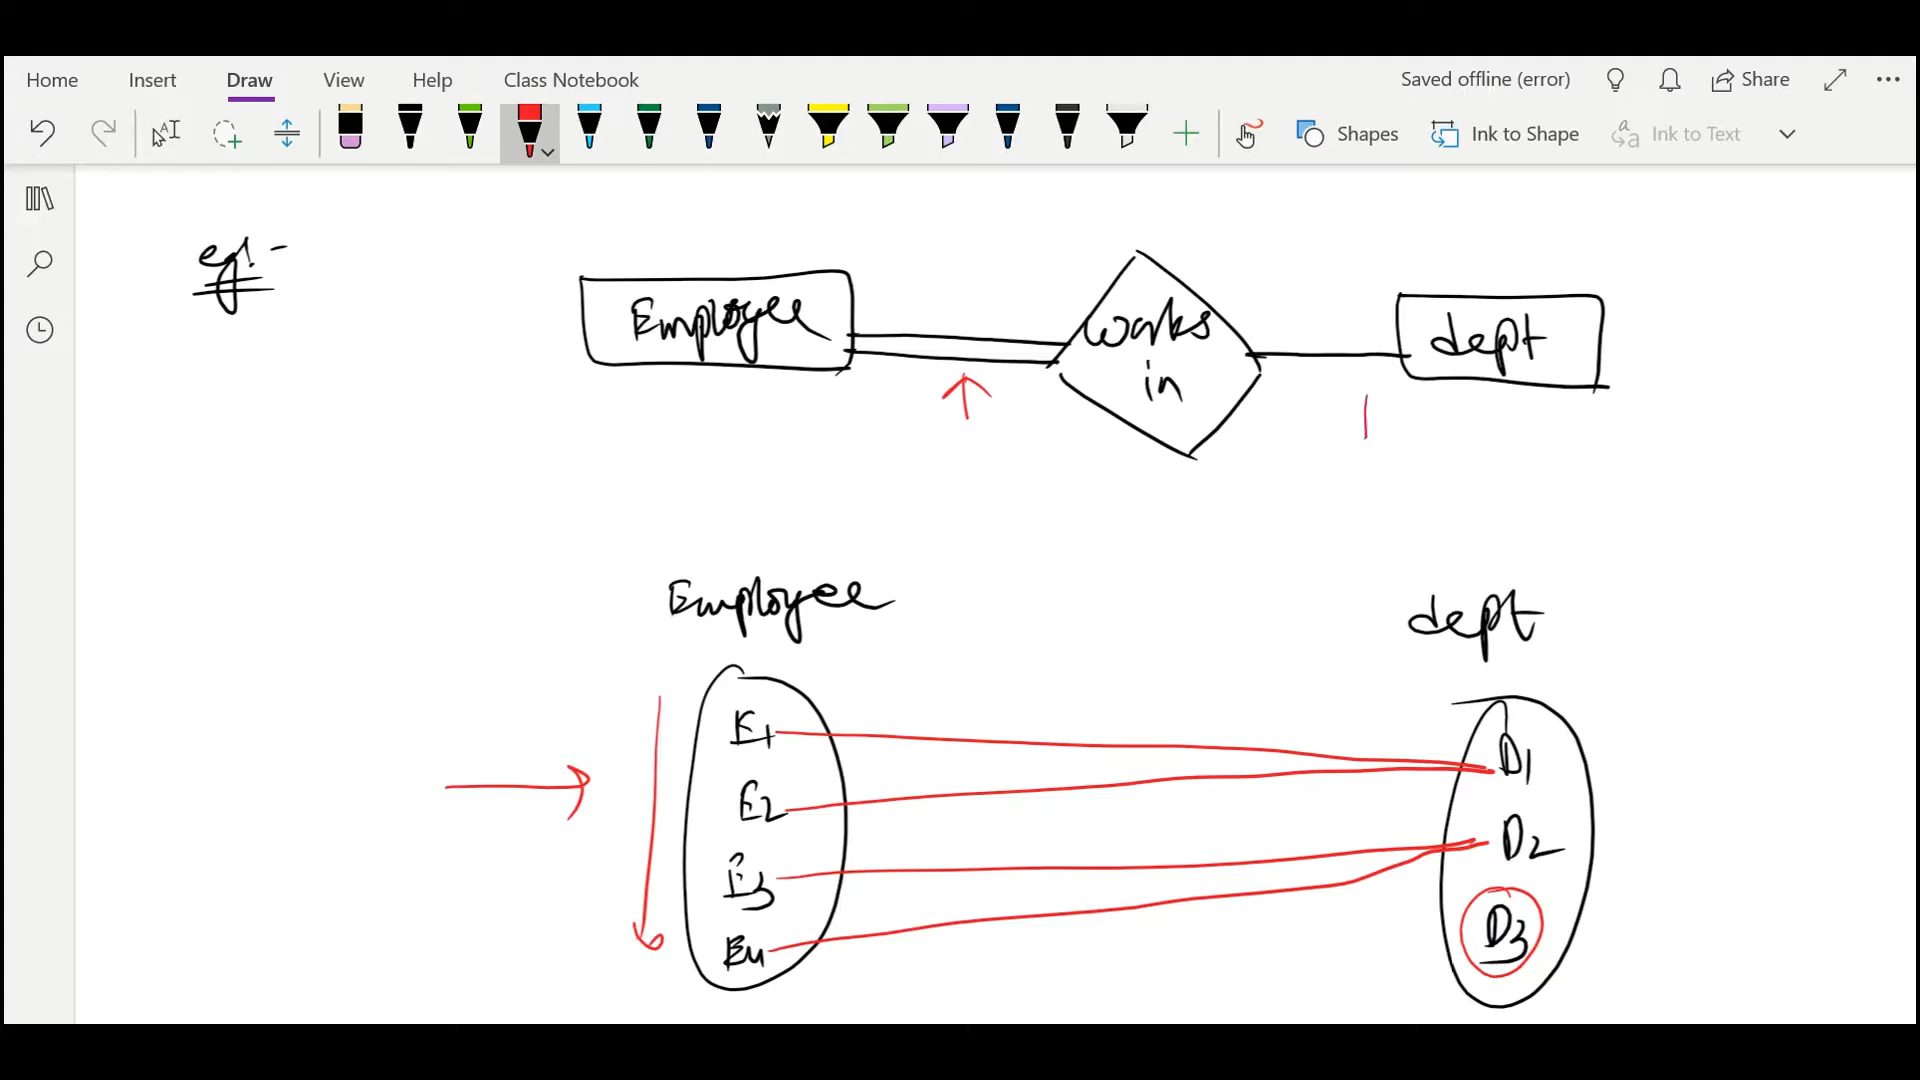 Home Insert Draw View Help Class Notebook Saved offline (error) Share
Shapes Ink to Shape Ink to Text
eg! -
Employee works in dept
Employee dept
E1 D1
E2 D2
E3 D3
E4